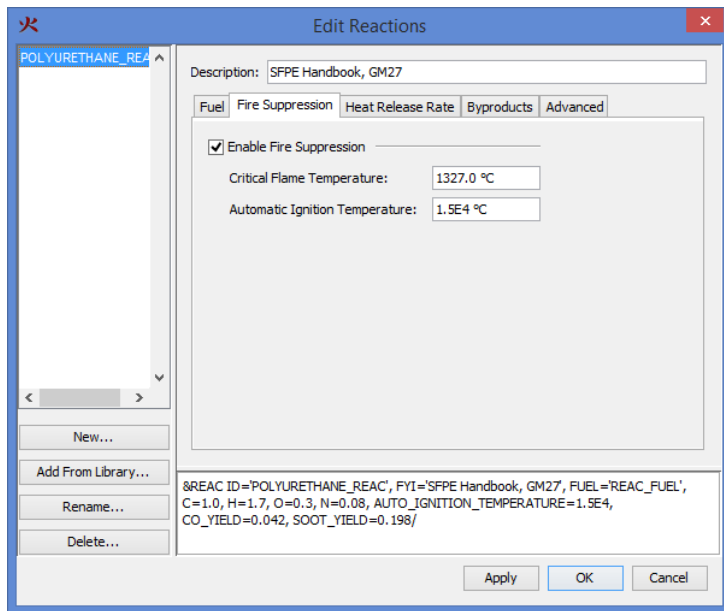 火
Edit Reactions
POLYURETHANE_REA
Description: SFPE Handbook, GM27
Fuel Fire Suppression Heat Release Rate Byproducts Advanced
Enable Fire Suppression
Critical Flame Temperature: 1327.0 °C
Automatic Ignition Temperature: 1.5E4 °C
New...
Add From Library...
Rename...
Delete...
&REAC ID='POLYURETHANE_REAC', FYI='SFPE Handbook, GM27', FUEL='REAC_FUEL',
C=1.0, H=1.7, O=0.3, N=0.08, AUTO_IGNITION_TEMPERATURE=1.5E4,
CO_YIELD=0.042, SOOT_YIELD=0.198/
Apply OK Cancel